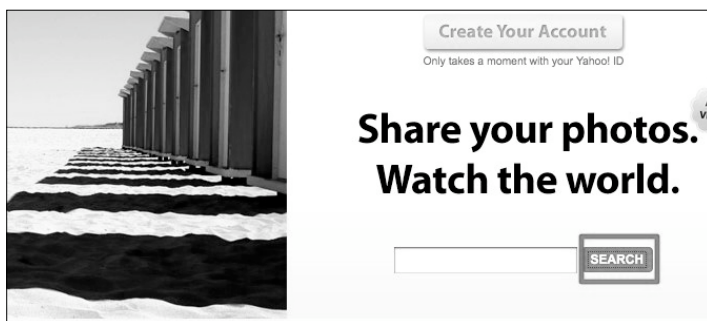 Create Your Account
Only takes a moment with your Yahoo! ID
Share your photos.
Watch the world.
SEARCH